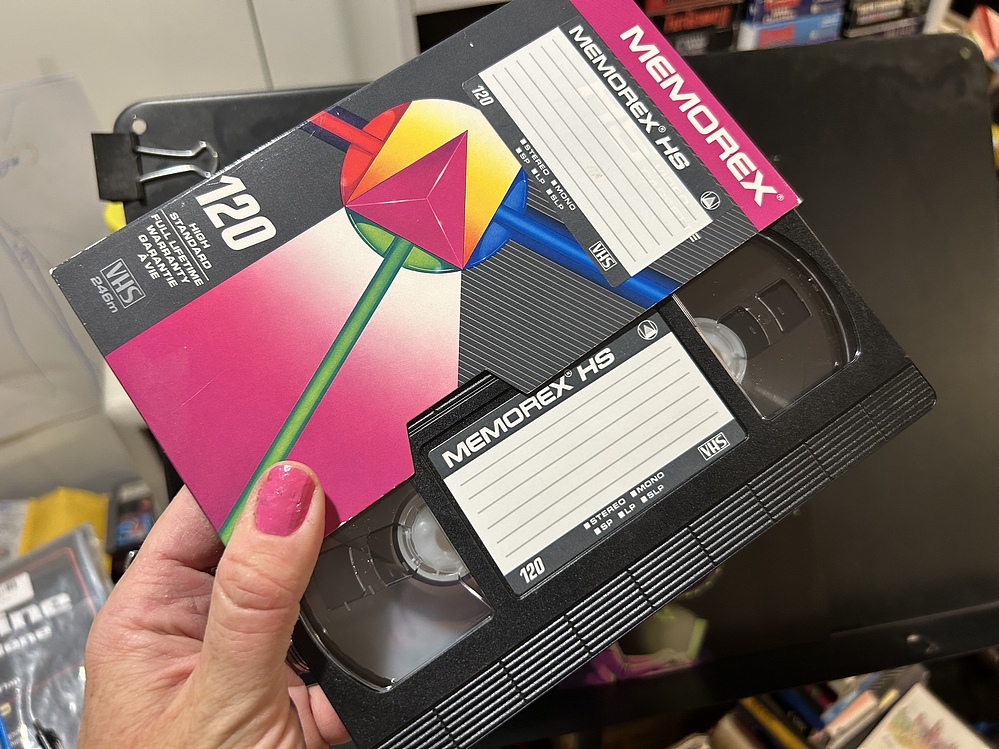 MEMOREX®
MEMOREX® HS
120
STEREO MONO
SP LP SLP
VHS
120
HIGH
STANDARD
FULL LIFETIME
WARRANTY
GARANTIE
À VIE
VHS
246m
MEMOREX® HS
VHS
STEREO MONO
SP LP SLP
120